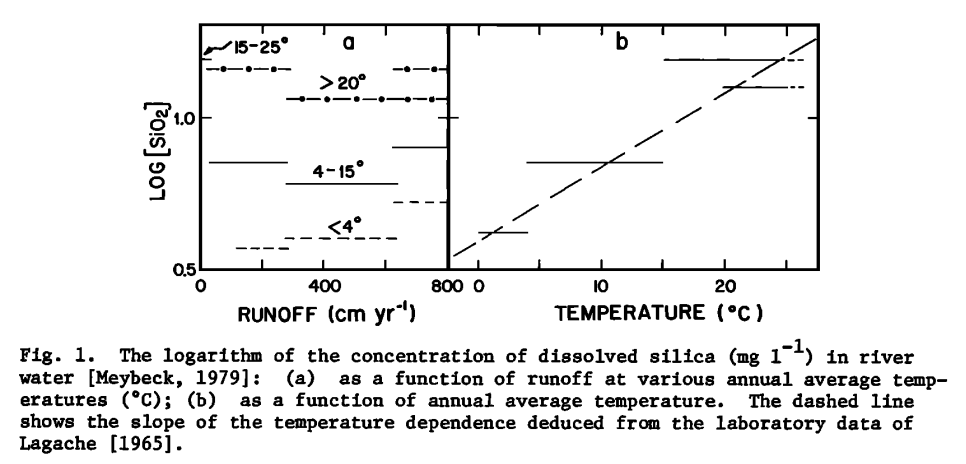 a
b
15-25°
>20°
4-15°
<4°
LOG [SiO₂]
1.0
0.5
0 400 800
0 10 20
RUNOFF (cm yr⁻¹)
TEMPERATURE (°C)
Fig. 1. The logarithm of the concentration of dissolved silica (mg l⁻¹) in river
water [Meybeck, 1979]: (a) as a function of runoff at various annual average temp-
eratures (°C); (b) as a function of annual average temperature. The dashed line
shows the slope of the temperature dependence deduced from the laboratory data of
Lagache [1965].